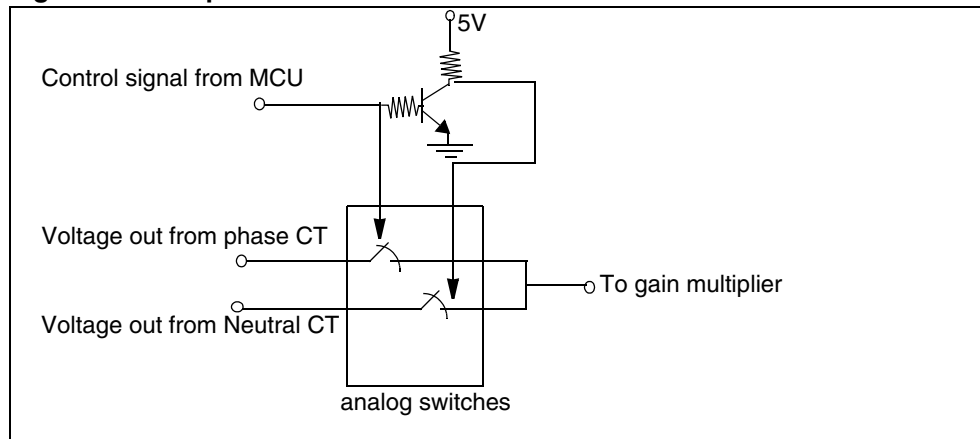 5V
Control signal from MCU
Voltage out from phase CT
To gain multiplier
Voltage out from Neutral CT
analog switches